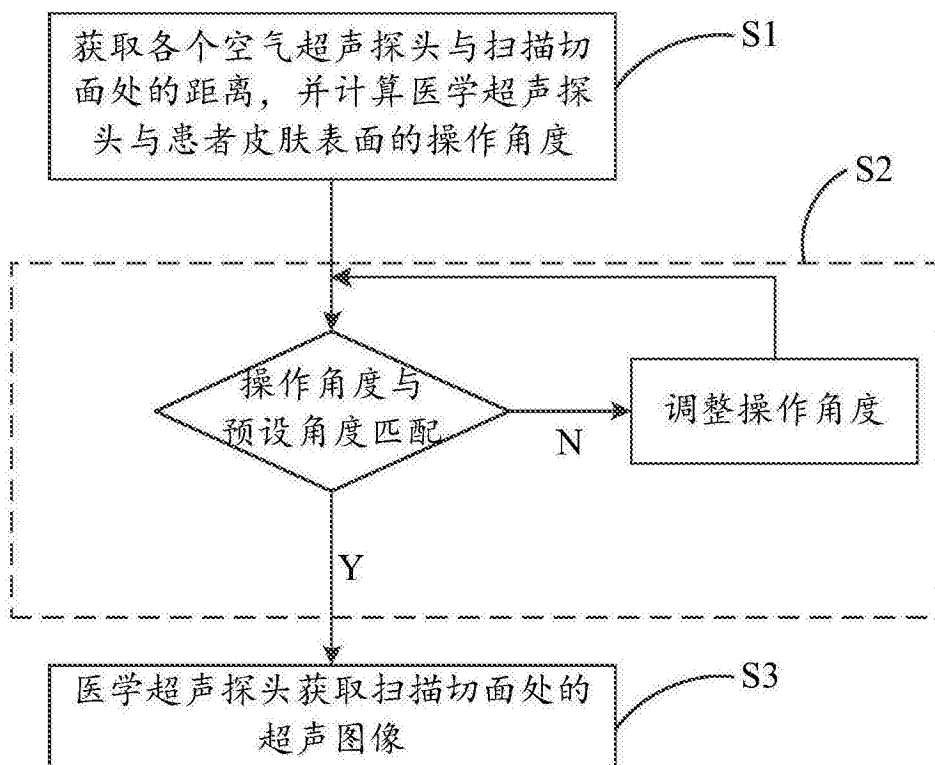 获取各个空气超声探头与扫描切
面处的距离，并计算医学超声探
头与患者皮肤表面的操作角度
S1
S2
操作角度与
预设角度匹配
N
调整操作角度
Y
医学超声探头获取扫描切面处的
超声图像
S3